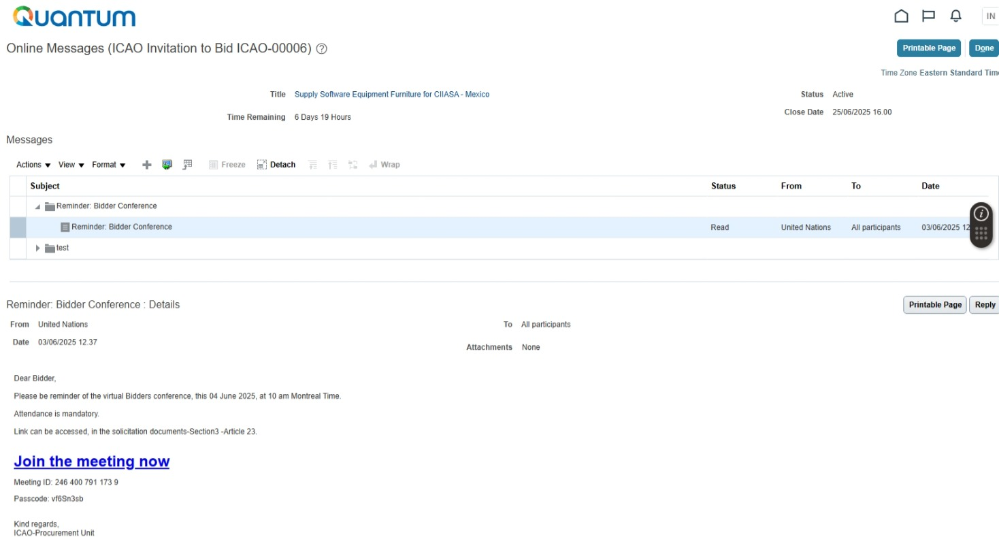 QUANTUM
IN
Online Messages (ICAO Invitation to Bid ICAO-00006) ?
Printable Page Done
Time Zone Eastern Standard Time
Title Supply Software Equipment Furniture for CIIASA - Mexico
Status Active
Time Remaining 6 Days 19 Hours
Close Date 25/06/2025 16.00
Messages
Actions View Format Freeze Detach Wrap
Subject Status From To Date
Reminder: Bidder Conference
Reminder: Bidder Conference Read United Nations All participants 03/06/2025 12
test
Reminder: Bidder Conference : Details
Printable Page Reply
From United Nations
To All participants
Date 03/06/2025 12.37
Attachments None
Dear Bidder,
Please be reminder of the virtual Bidders conference, this 04 June 2025, at 10 am Montreal Time.
Attendance is mandatory.
Link can be accessed, in the solicitation documents-Section3 -Article 23.
Join the meeting now
Meeting ID: 246 400 791 173 9
Passcode: vf6Sn3sb
Kind regards,
ICAO-Procurement Unit